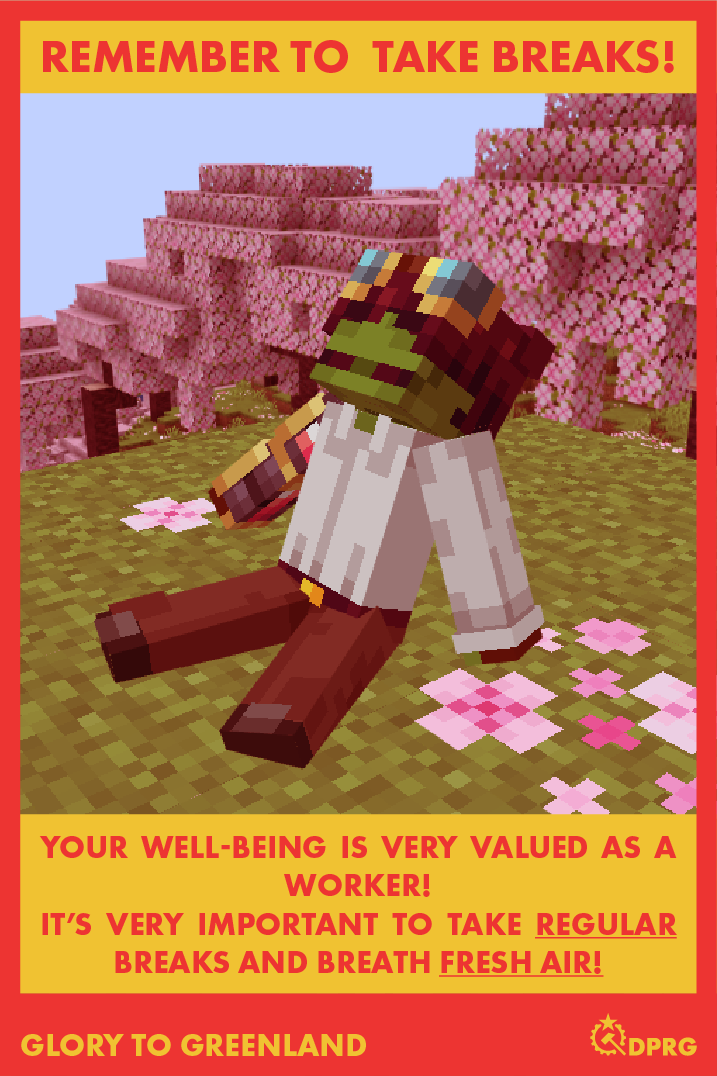 REMEMBER TO TAKE BREAKS!
YOUR WELL-BEING IS VERY VALUED AS A
WORKER!
IT’S VERY IMPORTANT TO TAKE REGULAR
BREAKS AND BREATH FRESH AIR!
GLORY TO GREENLAND
DPRG